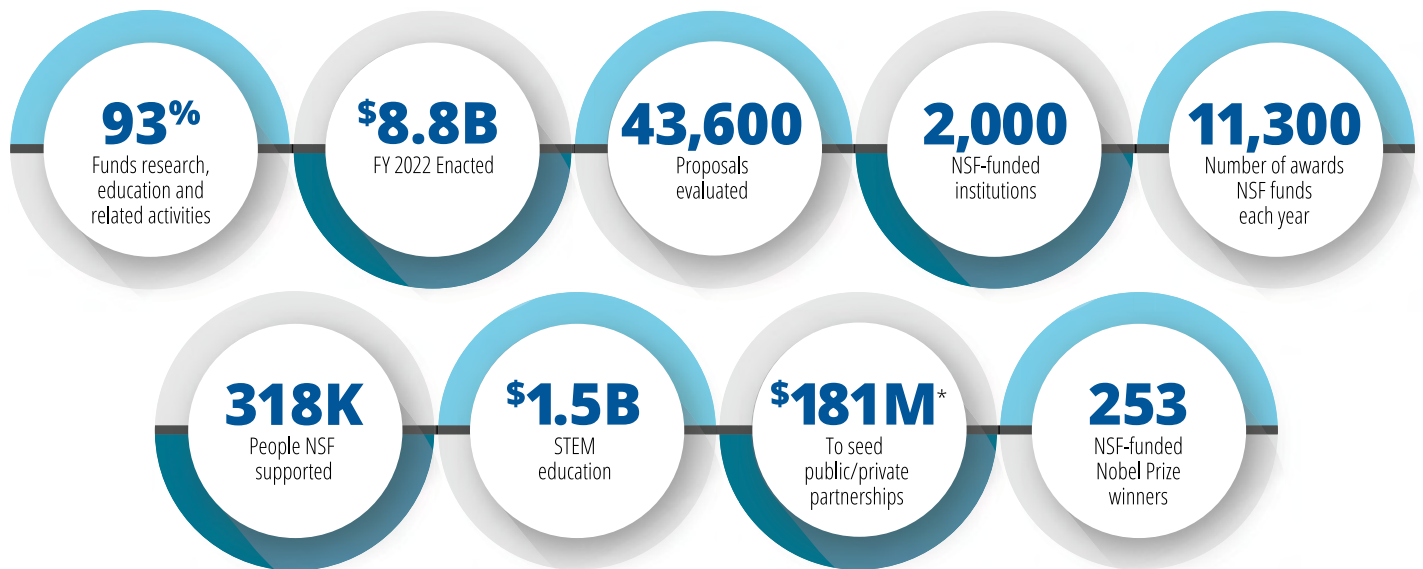 93%
Funds research,
education and
related activities
$8.8B
FY 2022 Enacted
43,600
Proposals
evaluated
2,000
NSF-funded
institutions
11,300
Number of awards
NSF funds
each year
318K
People NSF
supported
$1.5B
STEM
education
$181M*
To seed
public/private
partnerships
253
NSF-funded
Nobel Prize
winners